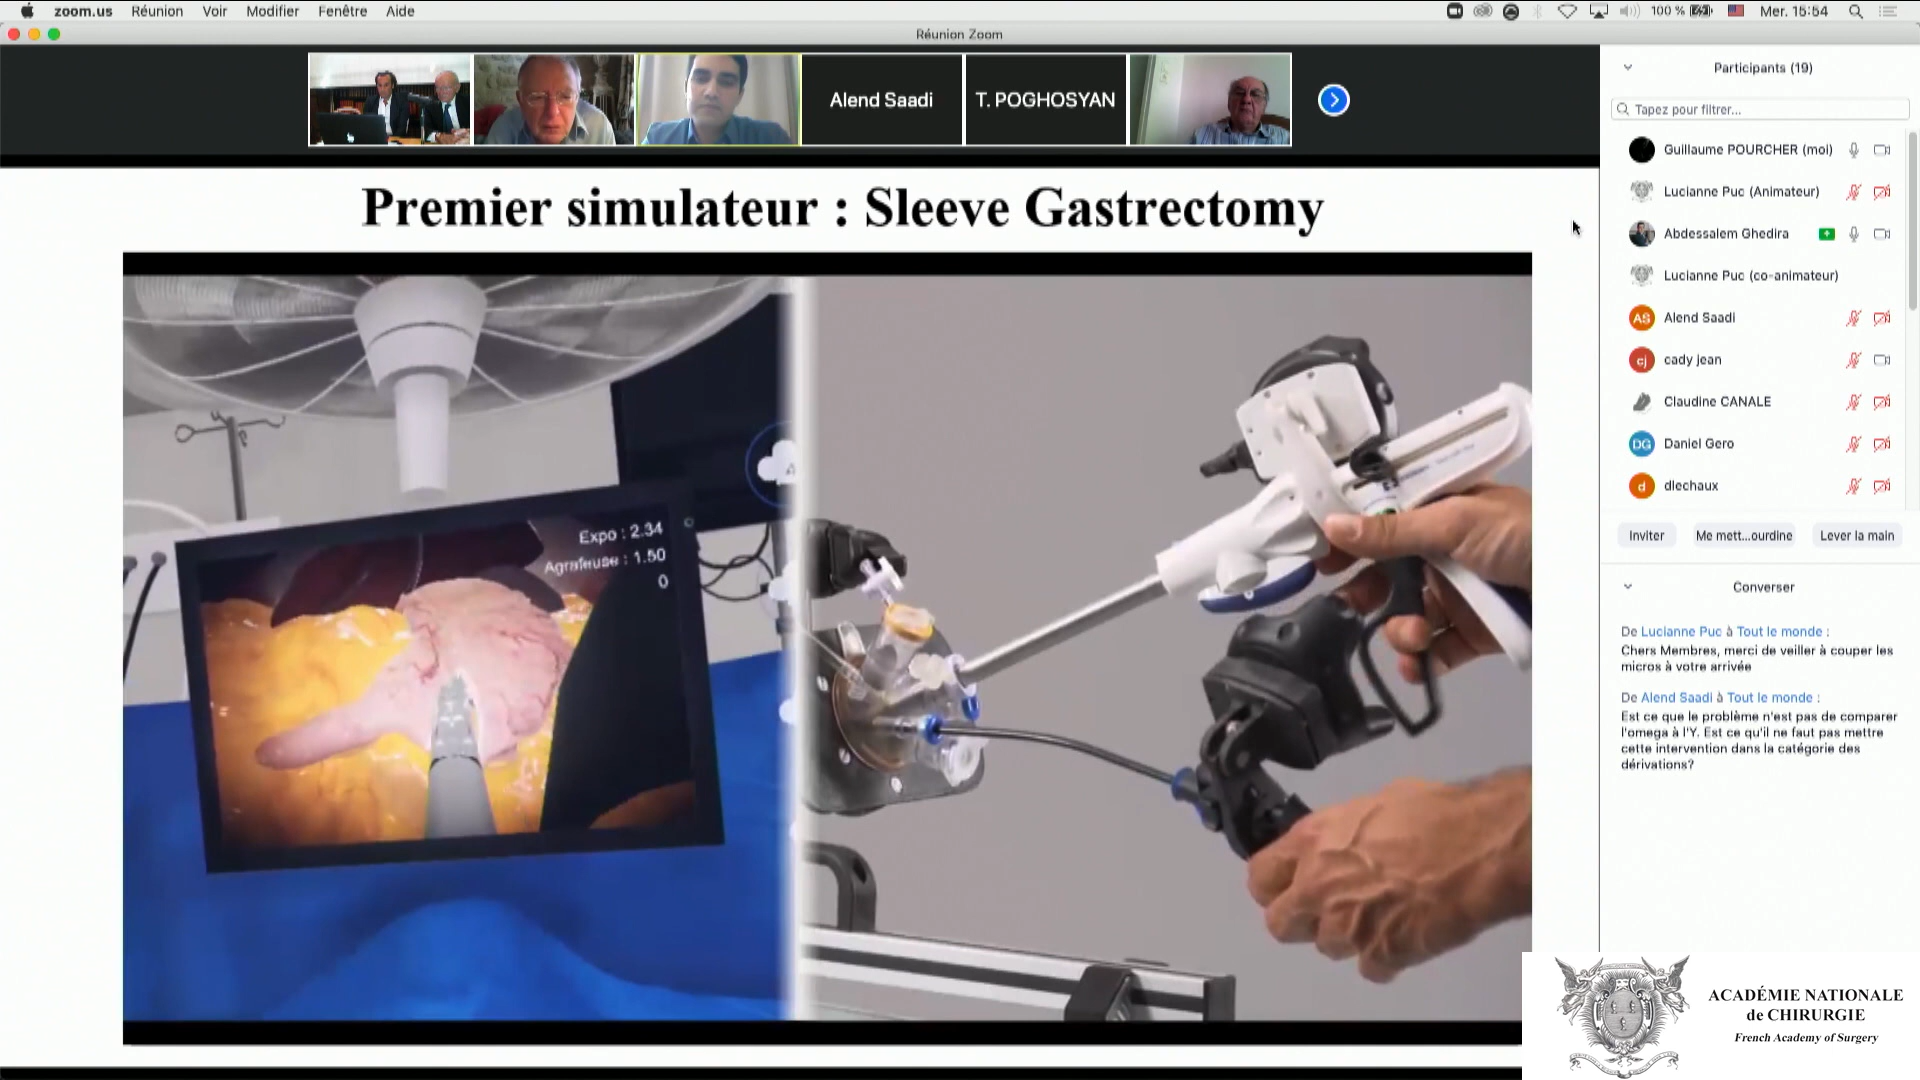 zoom.us Réunion Voir Modifier Fenêtre Aide
100 % Mer. 15:54
Réunion Zoom
Alend Saadi
T. POGHOSYAN
Premier simulateur : Sleeve Gastrectomy
Expo : 2.34
Agrafeuse : 1.50
0
Participants (19)
Tapez pour filtrer...
Guillaume POURCHER (moi)
Lucianne Puc (Animateur)
Abdessalem Ghedira
Lucianne Puc (co-animateur)
AS Alend Saadi
cj cady jean
Claudine CANALE
DG Daniel Gero
d dlechaux
Inviter Me mett...ourdine Lever la main
Converser
De Lucianne Puc à Tout le monde :
Chers Membres, merci de veiller à couper les
micros à votre arrivée
De Alend Saadi à Tout le monde :
Est ce que le problème n'est pas de comparer
l'omega à l'Y. Est ce qu'il ne faut pas mettre
cette intervention dans la catégorie des
dérivations?
ACADÉMIE NATIONALE
de CHIRURGIE
French Academy of Surgery